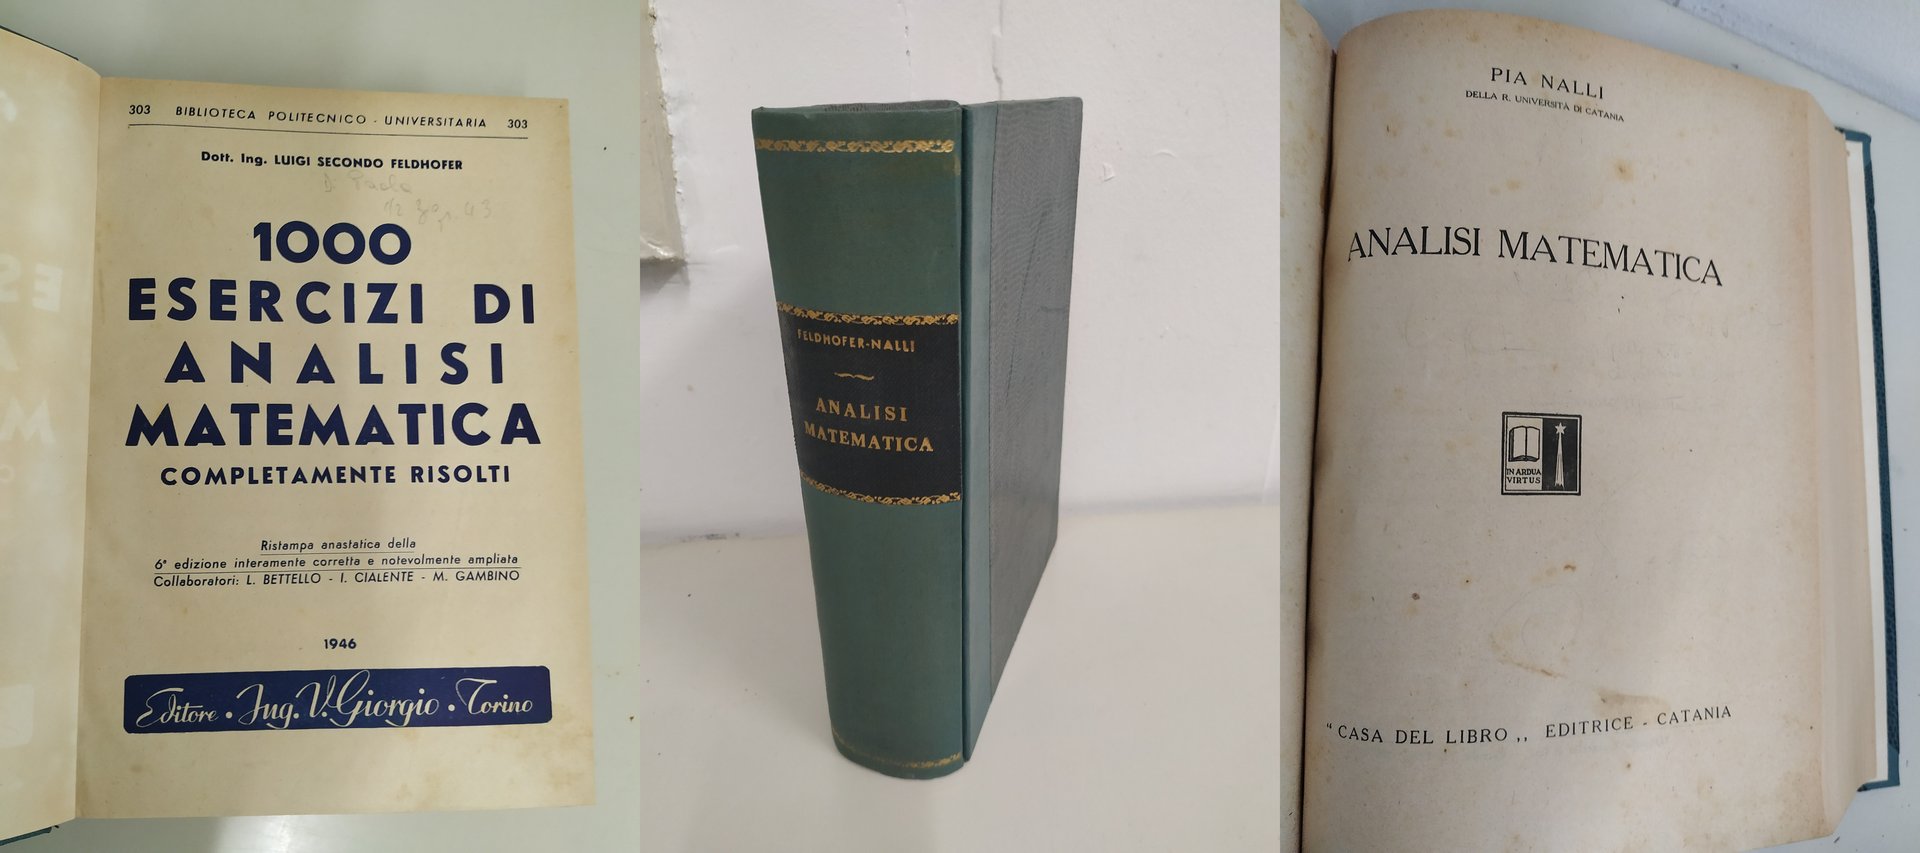 303 BIBLIOTECA POLITECNICO - UNIVERSITARIA 303
Dott. Ing. LUIGI SECONDO FELDHOFER
1000
ESERCIZI DI
ANALISI
MATEMATICA
COMPLETAMENTE RISOLTI
Ristampa anastatica della
6ª edizione interamente corretta e notevolmente ampliata
Collaboratori: L. BETTELLO - I. CIALENTE - M. GAMBINO
1946
Editore • Ing. V. Giorgio • Torino
FELDHOFER-NALLI
ANALISI
MATEMATICA
PIA NALLI
DELLA R. UNIVERSITÀ DI CATANIA
ANALISI MATEMATICA
IN ARDUA
VIRTUS
“CASA DEL LIBRO,, EDITRICE - CATANIA